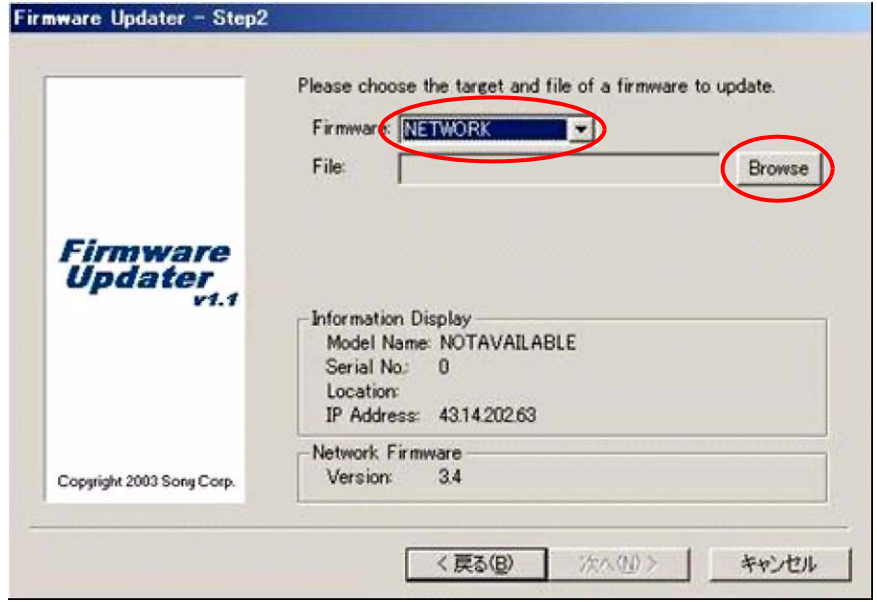 Firmware Updater - Step2
Please choose the target and file of a firmware to update.
Firmware: NETWORK
File:
Browse
Firmware
Updater
v1.1
Information Display
Model Name: NOTAVAILABLE
Serial No.: 0
Location:
IP Address: 43.14.202.63
Network Firmware
Version: 3.4
Copyright 2003 Sony Corp.
< 戻る(B)
次へ(N) >
キャンセル